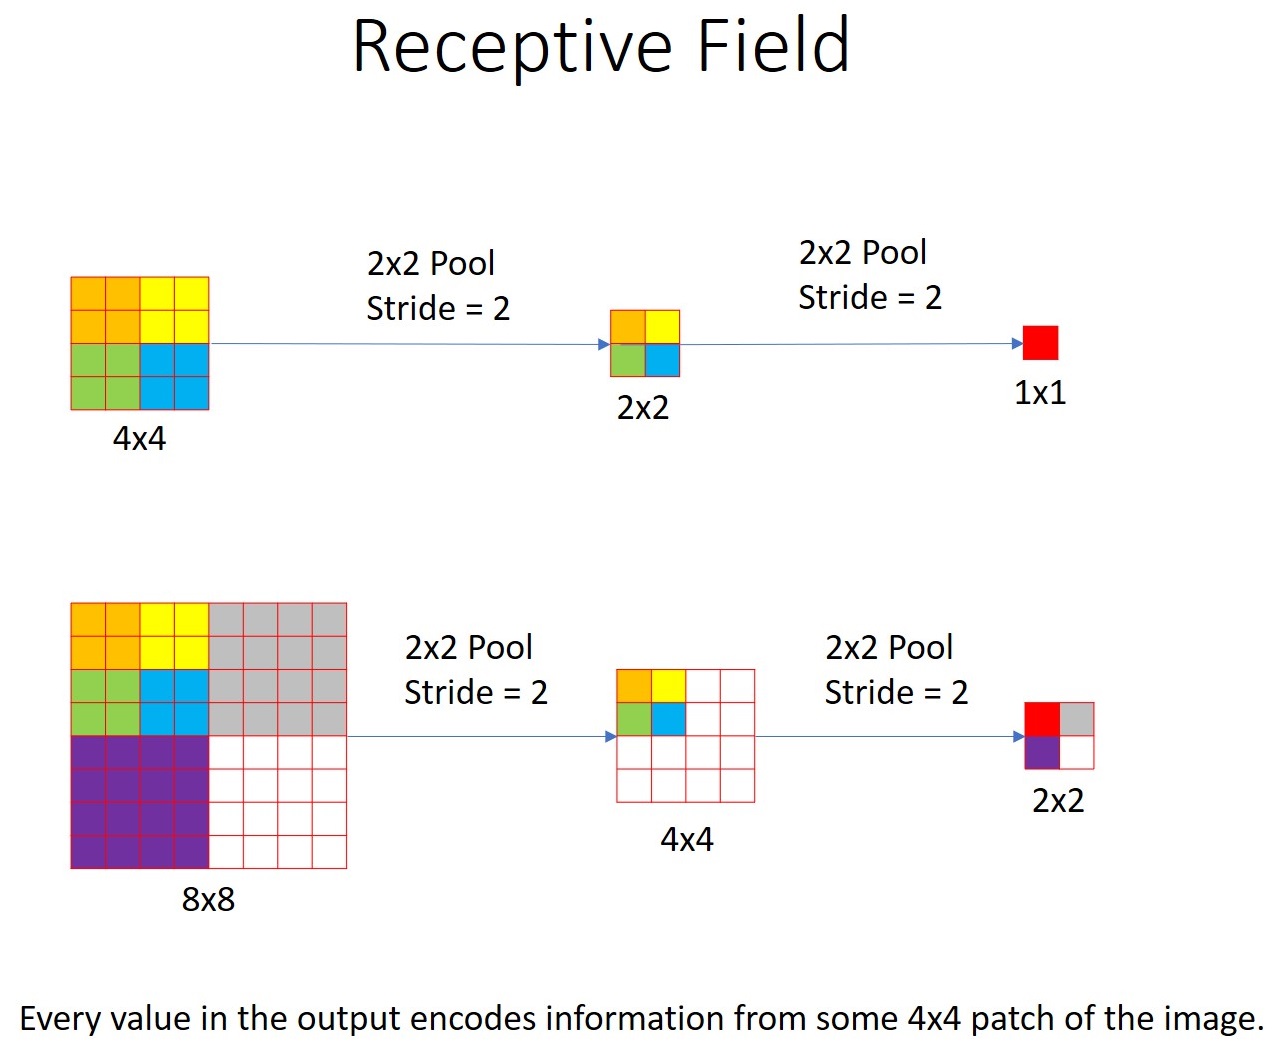 Receptive Field
2x2 Pool
Stride = 2
2x2 Pool
Stride = 2
4x4
2x2
1x1
2x2 Pool
Stride = 2
2x2 Pool
Stride = 2
8x8
4x4
2x2
Every value in the output encodes information from some 4x4 patch of the image.